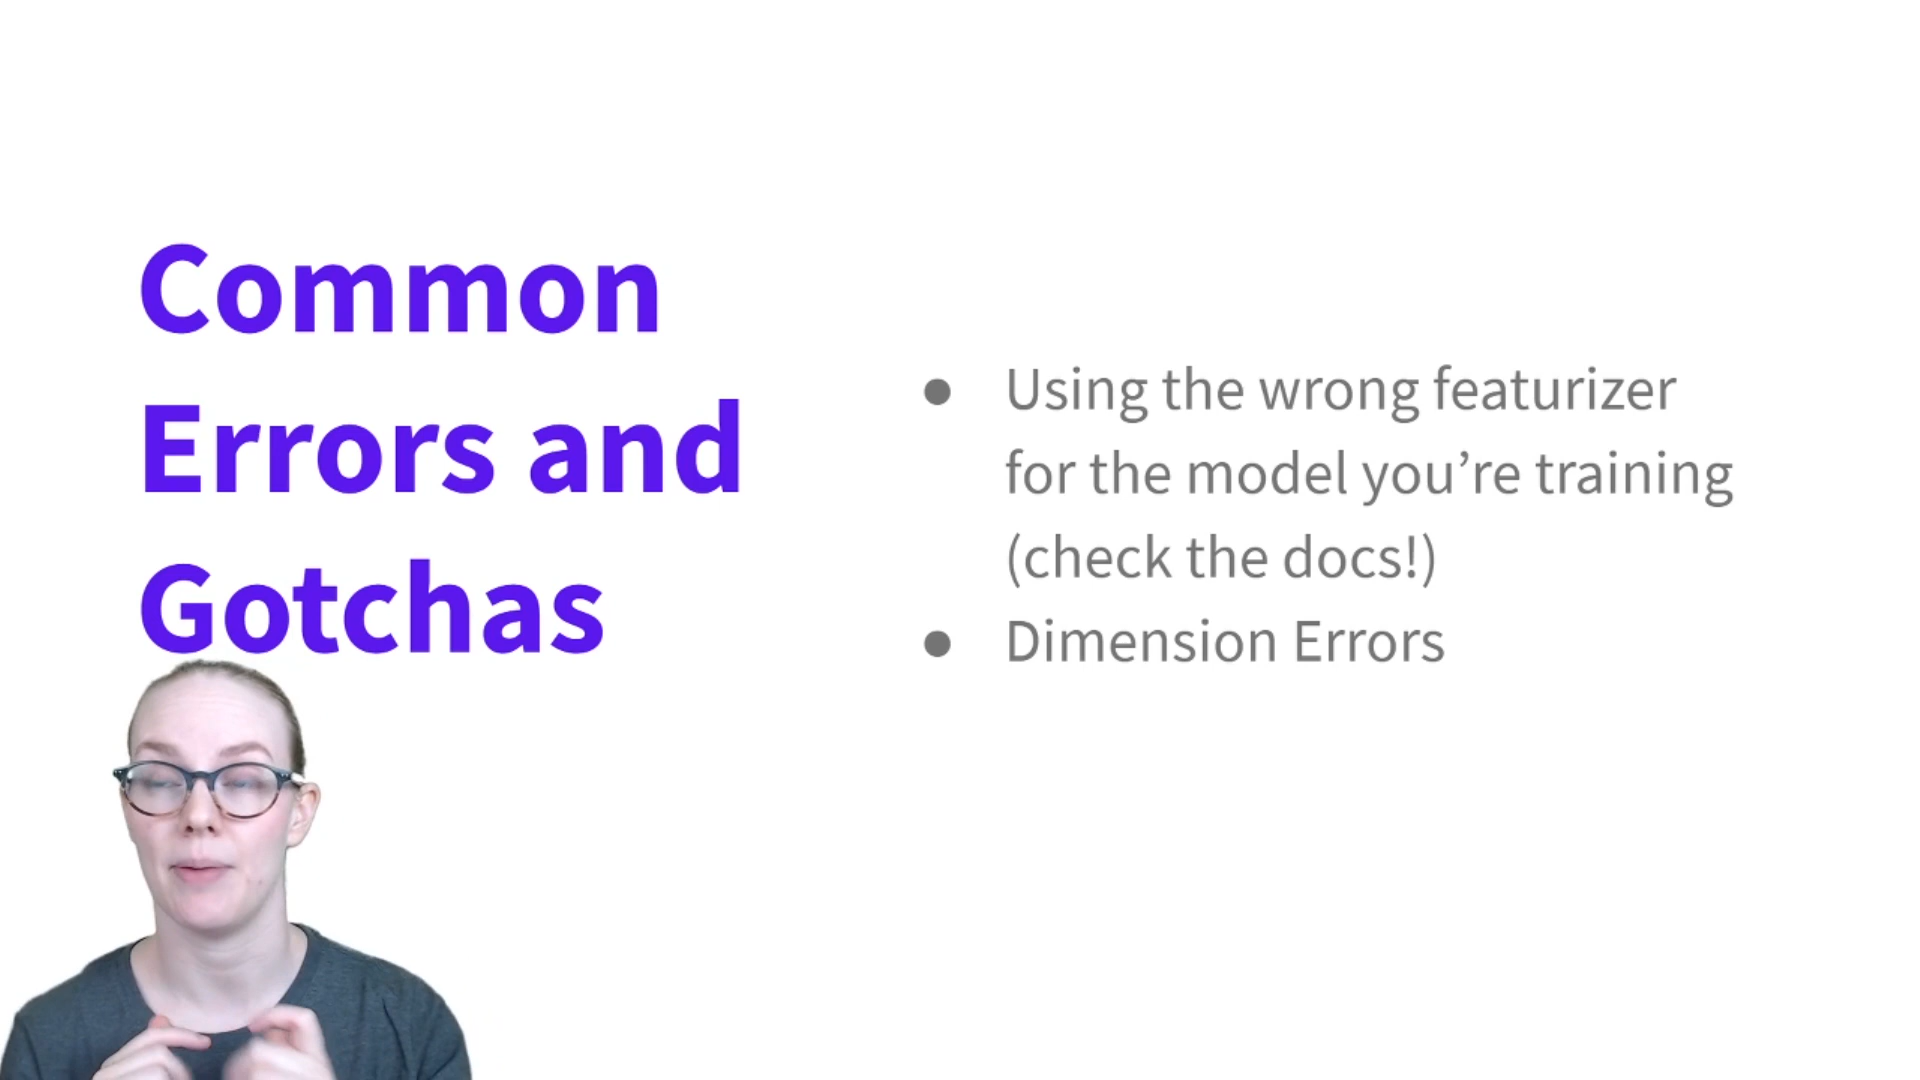 Common
Errors and
Gotchas
● Using the wrong featurizer
for the model you’re training
(check the docs!)
● Dimension Errors